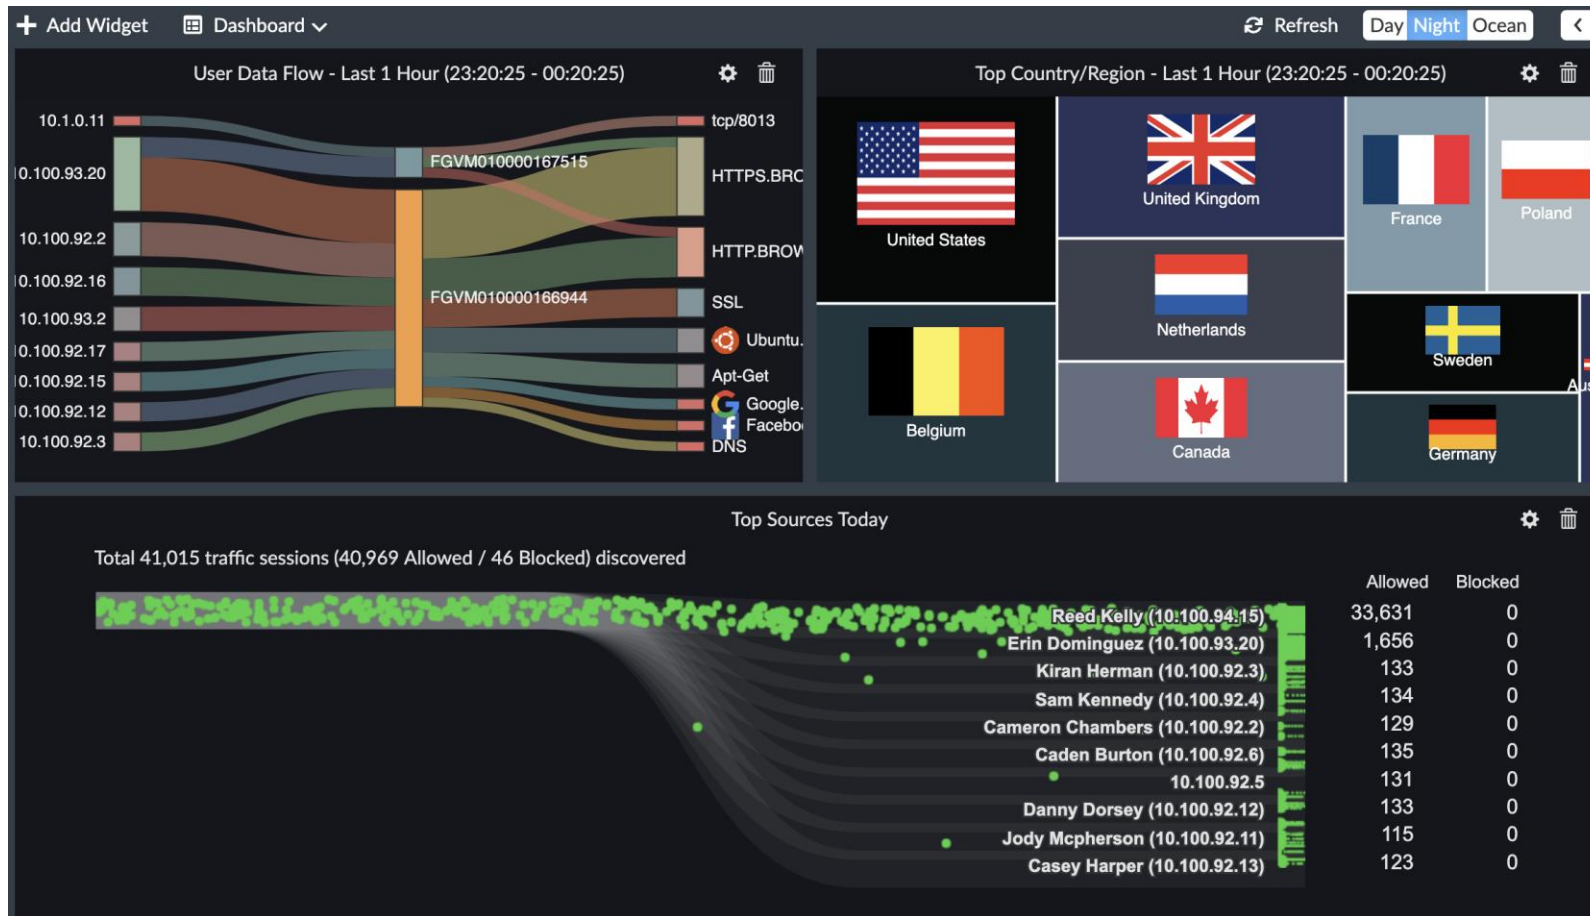 Add Widget
Dashboard
Refresh
Day Night Ocean
User Data Flow - Last 1 Hour (23:20:25 - 00:20:25)
10.1.0.11
0.100.93.20
10.100.92.2
0.100.92.16
10.100.93.2
0.100.92.17
0.100.92.15
0.100.92.12
10.100.92.3
FGVM010000167515
FGVM010000166944
tcp/8013
HTTPS.BRO
HTTP.BROW
SSL
Ubuntu.
Apt-Get
Google.
Facebo
DNS
Top Country/Region - Last 1 Hour (23:20:25 - 00:20:25)
United States
United Kingdom
France
Poland
Netherlands
Sweden
Aus
Belgium
Canada
Germany
Top Sources Today
Total 41,015 traffic sessions (40,969 Allowed / 46 Blocked) discovered
Allowed Blocked
Reed Kelly (10.100.94.15) 33,631 0
Erin Dominguez (10.100.93.20) 1,656 0
Kiran Herman (10.100.92.3) 133 0
Sam Kennedy (10.100.92.4) 134 0
Cameron Chambers (10.100.92.2) 129 0
Caden Burton (10.100.92.6) 135 0
10.100.92.5 131 0
Danny Dorsey (10.100.92.12) 133 0
Jody Mcpherson (10.100.92.11) 115 0
Casey Harper (10.100.92.13) 123 0